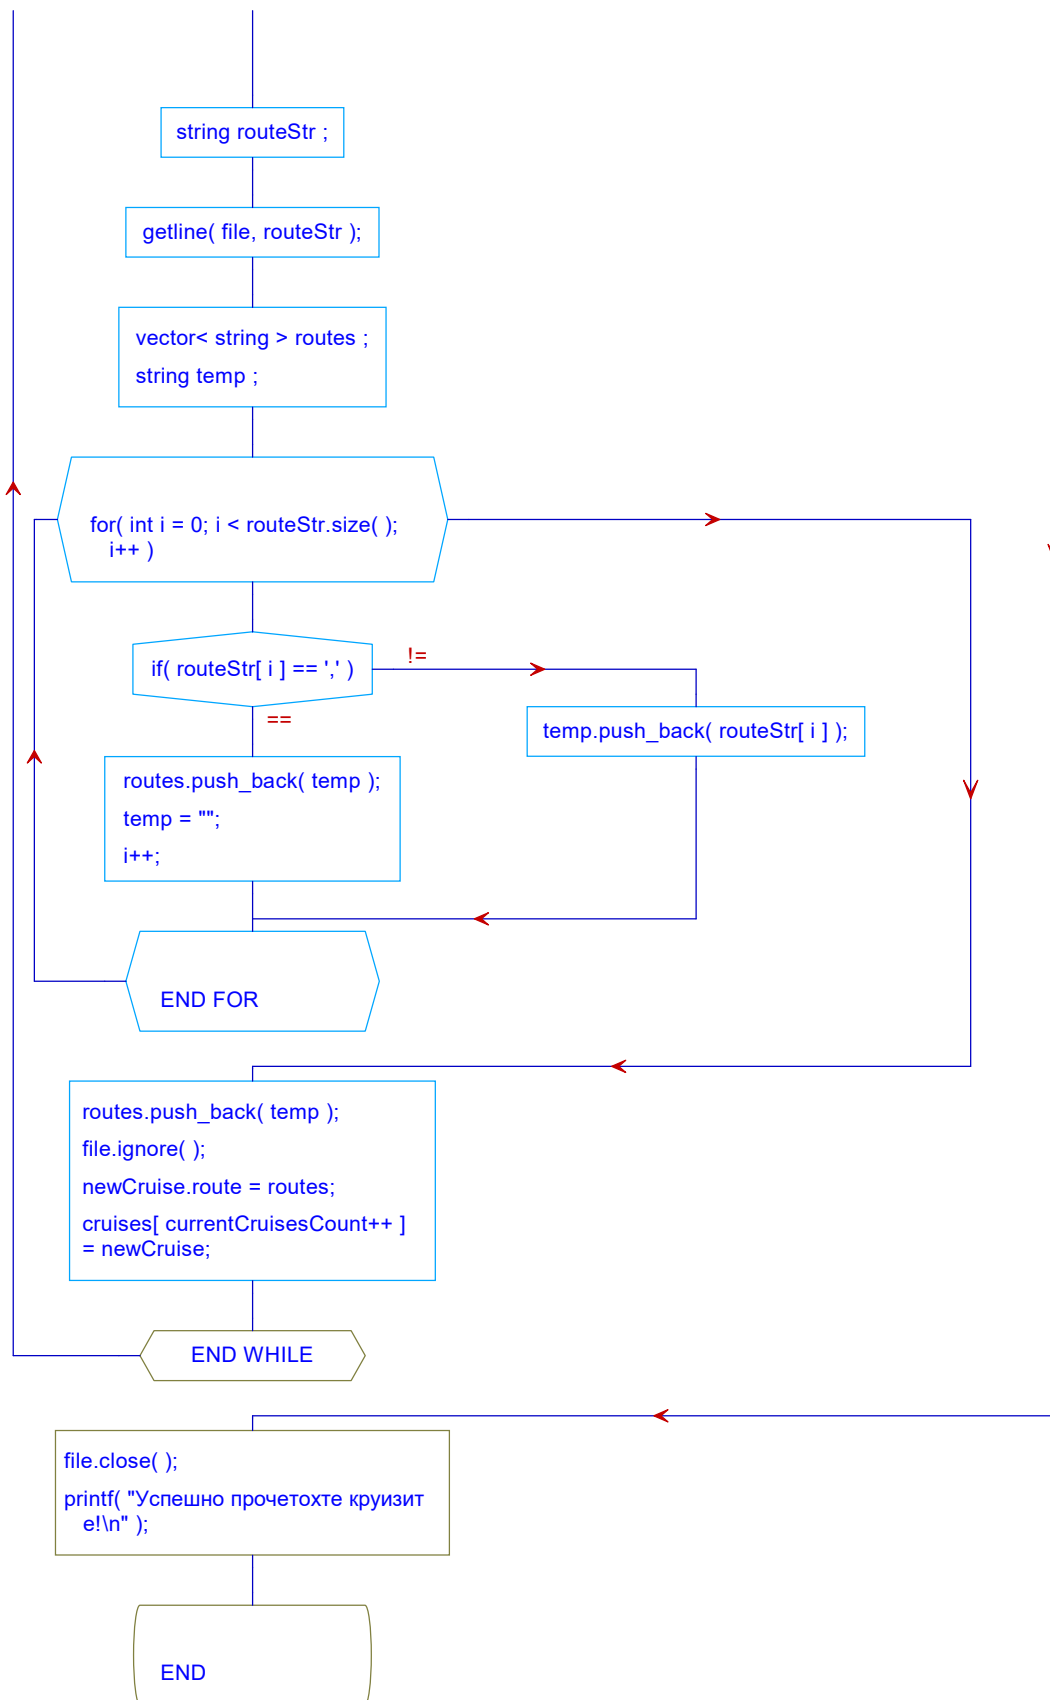 string routeStr ;
getline( file, routeStr );
vector< string > routes ;
string temp ;
for( int i = 0; i < routeStr.size( );
i++ )
if( routeStr[ i ] == ',' )
!=
==
temp.push_back( routeStr[ i ] );
routes.push_back( temp );
temp = "";
i++;
END FOR
routes.push_back( temp );
file.ignore( );
newCruise.route = routes;
cruises[ currentCruisesCount++ ]
= newCruise;
END WHILE
file.close( );
printf( "Успешно прочетохте круизит
е!\n" );
END